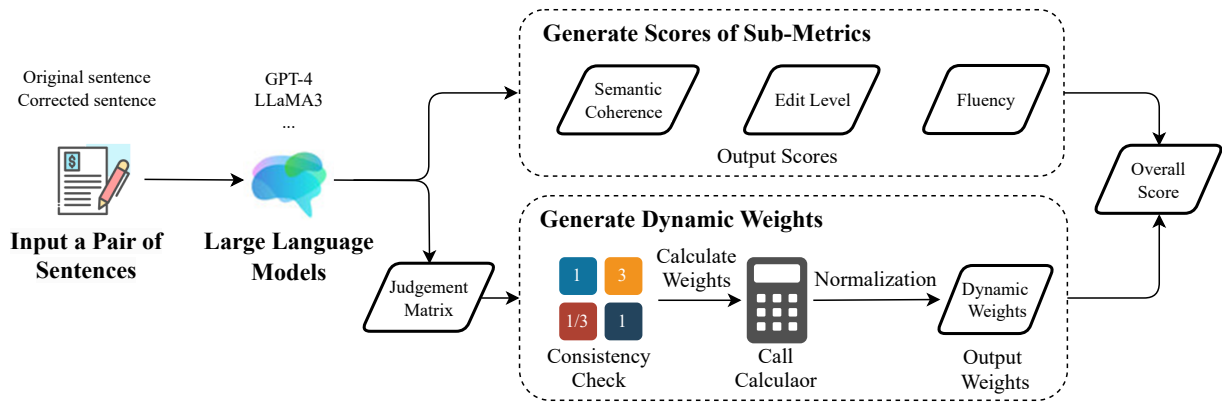 Original sentence
Corrected sentence
$
Input a Pair of
Sentences
GPT-4
LLaMA3
...
Large Language
Models
Judgement
Matrix
Generate Scores of Sub-Metrics
Semantic
Coherence
Edit Level
Fluency
Output Scores
Generate Dynamic Weights
1
3
1/3
1
Consistency
Check
Calculate
Weights
Call
Calculaor
Normalization
Dynamic
Weights
Output
Weights
Overall
Score